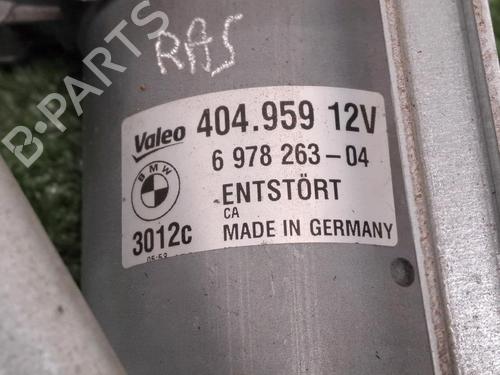 RAS
B-PARTS
Valeo 404.959 12V
BMW 6 978 263-04
ENTSTÖRT
CA
3012c MADE IN GERMANY